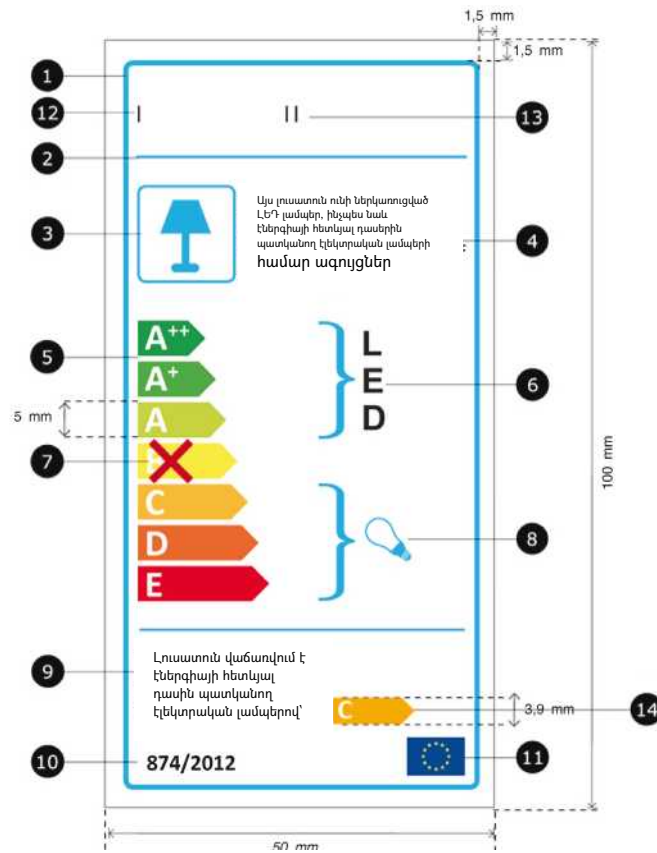 1,5 mm
1,5 mm
1
12
I
II
13
2
3
Այս լուսատուն ունի ներկառուցված
ԼԵԴ լամպեր, ինչպես նաև
էներգիայի հետևյալ դասերին
պատկանող էլեկտրական լամպերի
համար ագույցներ
4
A++
L
5
A+
E
6
5 mm
A
D
7
100 mm
C
D
8
E
9
Լուսատուն վաճառվում է
էներգիայի հետևյալ
դասին պատկանող
էլեկտրական լամպերով՝
C
3,9 mm
14
10
874/2012
11
50 mm